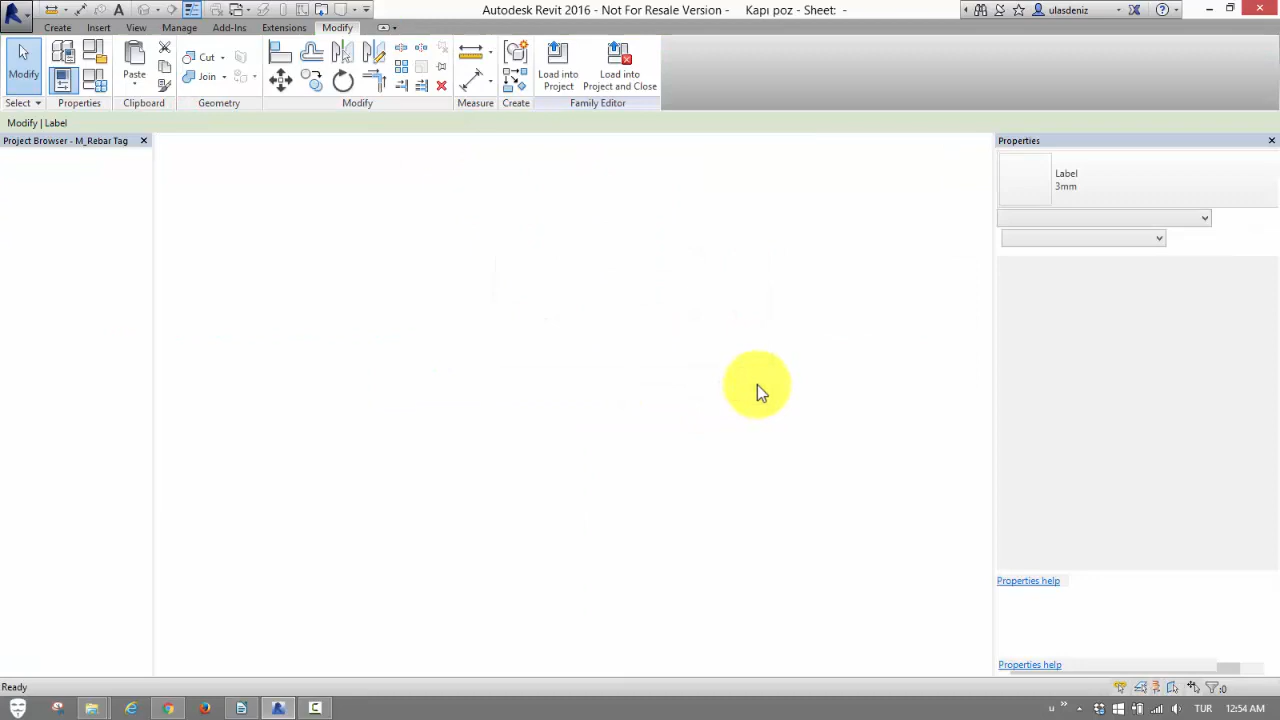 Autodesk Revit 2016 - Not For Resale Version - Kapı poz - Sheet: -
ulasdeniz
Create Insert View Manage Add-Ins Extensions Modify
Modify
Paste
Cut
Join
Load into
Project
Load into
Project and Close
Select Properties Clipboard Geometry Modify Measure Create Family Editor
Modify | Label
Project Browser - M_Rebar Tag
Properties
Label
3mm
Properties help
Properties help
Ready
:0
u
TUR
12:54 AM